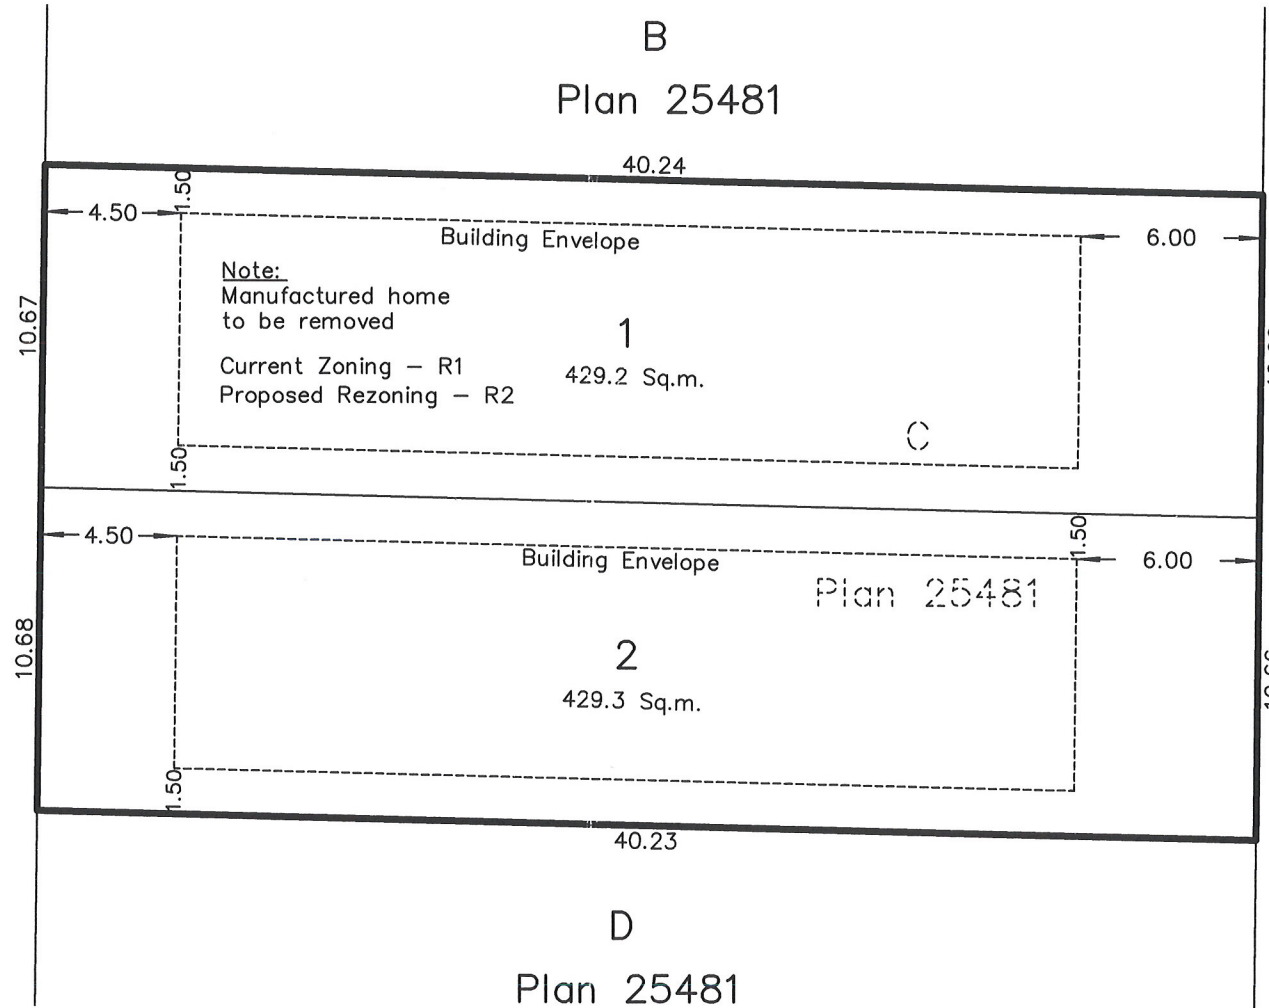 B
Plan 25481
40.24
1.50
4.50
6.00
Building Envelope
Note:
Manufactured home
to be removed
10.67
1
429.2 Sq.m.
Current Zoning – R1
Proposed Rezoning – R2
C
1.50
1.50
4.50
6.00
Building Envelope
Plan 25481
10.68
2
429.3 Sq.m.
1.50
40.23
D
Plan 25481